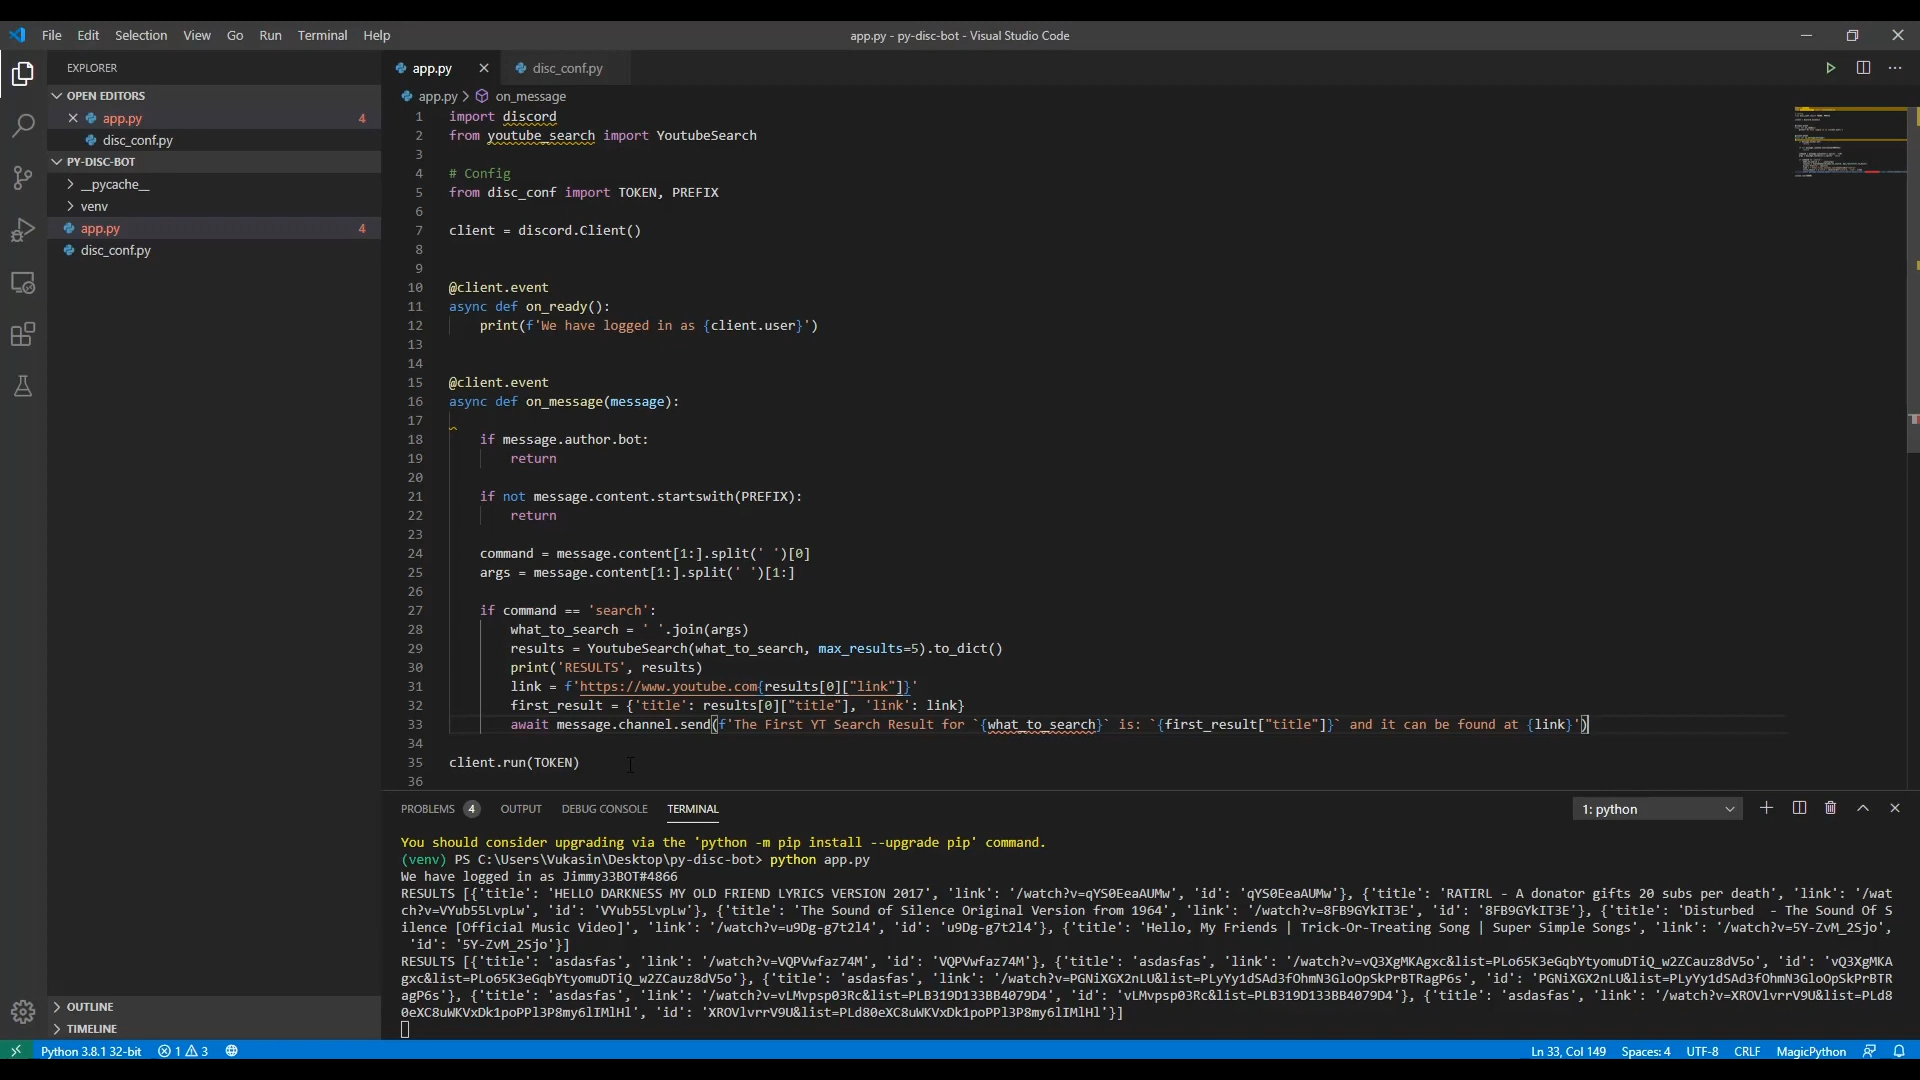 File Edit Selection View Go Run Terminal Help
app.py - py-disc-bot - Visual Studio Code
EXPLORER
OPEN EDITORS
app.py 4
disc_conf.py
PY-DISC-BOT
__pycache__
venv
app.py 4
disc_conf.py
OUTLINE
TIMELINE
app.py
disc_conf.py
app.py > on_message
1 import discord
2 from youtube_search import YoutubeSearch
3
4 # Config
5 from disc_conf import TOKEN, PREFIX
6
7 client = discord.Client()
8
9
10 @client.event
11 async def on_ready():
12 print(f'We have logged in as {client.user}')
13
14
15 @client.event
16 async def on_message(message):
17
18 if message.author.bot:
19 return
20
21 if not message.content.startswith(PREFIX):
22 return
23
24 command = message.content[1:].split(' ')[0]
25 args = message.content[1:].split(' ')[1:]
26
27 if command == 'search':
28 what_to_search = ' '.join(args)
29 results = YoutubeSearch(what_to_search, max_results=5).to_dict()
30 print('RESULTS', results)
31 link = f'https://www.youtube.com{results[0]["link"]}'
32 first_result = {'title': results[0]["title"], 'link': link}
33 await message.channel.send(f'The First YT Search Result for `{what_to_search}` is: `{first_result["title"]}` and it can be found at {link}')
34
35 client.run(TOKEN)
36
PROBLEMS 4 OUTPUT DEBUG CONSOLE TERMINAL
1: python
You should consider upgrading via the 'python -m pip install --upgrade pip' command.
(venv) PS C:\Users\Vukasin\Desktop\py-disc-bot> python app.py
We have logged in as Jimmy33BOT#4866
RESULTS [{'title': 'HELLO DARKNESS MY OLD FRIEND LYRICS VERSION 2017', 'link': '/watch?v=qYS0EeaAUMw', 'id': 'qYS0EeaAUMw'}, {'title': 'RATIRL - A donator gifts 20 subs per death', 'link': '/wat
ch?v=VYub55LvpLw', 'id': 'VYub55LvpLw'}, {'title': 'The Sound of Silence Original Version from 1964', 'link': '/watch?v=8FB9GYkIT3E', 'id': '8FB9GYkIT3E'}, {'title': 'Disturbed  - The Sound Of S
ilence [Official Music Video]', 'link': '/watch?v=u9Dg-g7t2l4', 'id': 'u9Dg-g7t2l4'}, {'title': 'Hello, My Friends | Trick-Or-Treating Song | Super Simple Songs', 'link': '/watch?v=5Y-ZvM_2Sjo',
'id': '5Y-ZvM_2Sjo'}]
RESULTS [{'title': 'asdasfas', 'link': '/watch?v=VQPVwfaz74M', 'id': 'VQPVwfaz74M'}, {'title': 'asdasfas', 'link': '/watch?v=vQ3XgMKAgxc&list=PLo65K3eGqbYtyomuDTiQ_w2ZCauz8dV5o', 'id': 'vQ3XgMKA
gxc&list=PLo65K3eGqbYtyomuDTiQ_w2ZCauz8dV5o'}, {'title': 'asdasfas', 'link': '/watch?v=PGNiXGX2nLU&list=PLyYy1dSAd3fOhmN3GloOpSkPrBTRagP6s', 'id': 'PGNiXGX2nLU&list=PLyYy1dSAd3fOhmN3GloOpSkPrBTR
agP6s'}, {'title': 'asdasfas', 'link': '/watch?v=vLMvpsp03Rc&list=PLB319D133BB4079D4', 'id': 'vLMvpsp03Rc&list=PLB319D133BB4079D4'}, {'title': 'asdasfas', 'link': '/watch?v=XROVlvrrV9U&list=PLd8
0eXC8uWKVxDk1poPPl3P8my6lIMlHl', 'id': 'XROVlvrrV9U&list=PLd80eXC8uWKVxDk1poPPl3P8my6lIMlHl'}]
Python 3.8.1 32-bit 1 3 Ln 33, Col 149 Spaces: 4 UTF-8 CRLF MagicPython